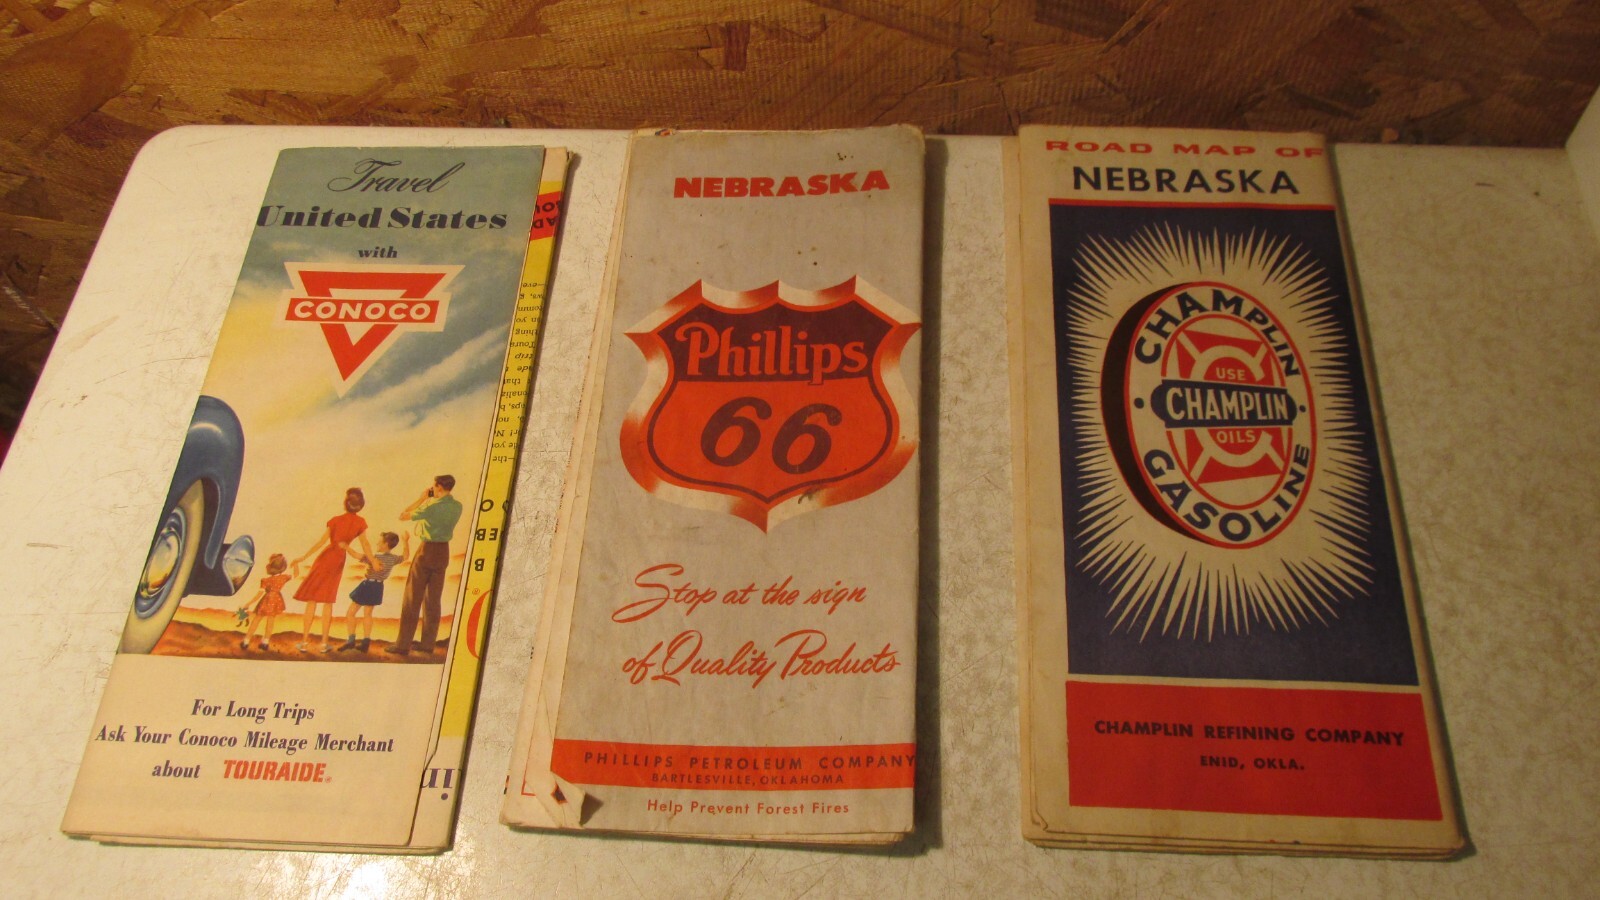 Travel
United States
with
CONOCO
For Long Trips
Ask Your Conoco Mileage Merchant
about TOURAIDE®
NEBRASKA
Phillips
66
Stop at the sign
of Quality Products
PHILLIPS PETROLEUM COMPANY
BARTLESVILLE, OKLAHOMA
Help Prevent Forest Fires
ROAD MAP OF
NEBRASKA
CHAMPLIN
USE
CHAMPLIN
OILS
GASOLINE
CHAMPLIN REFINING COMPANY
ENID, OKLA.